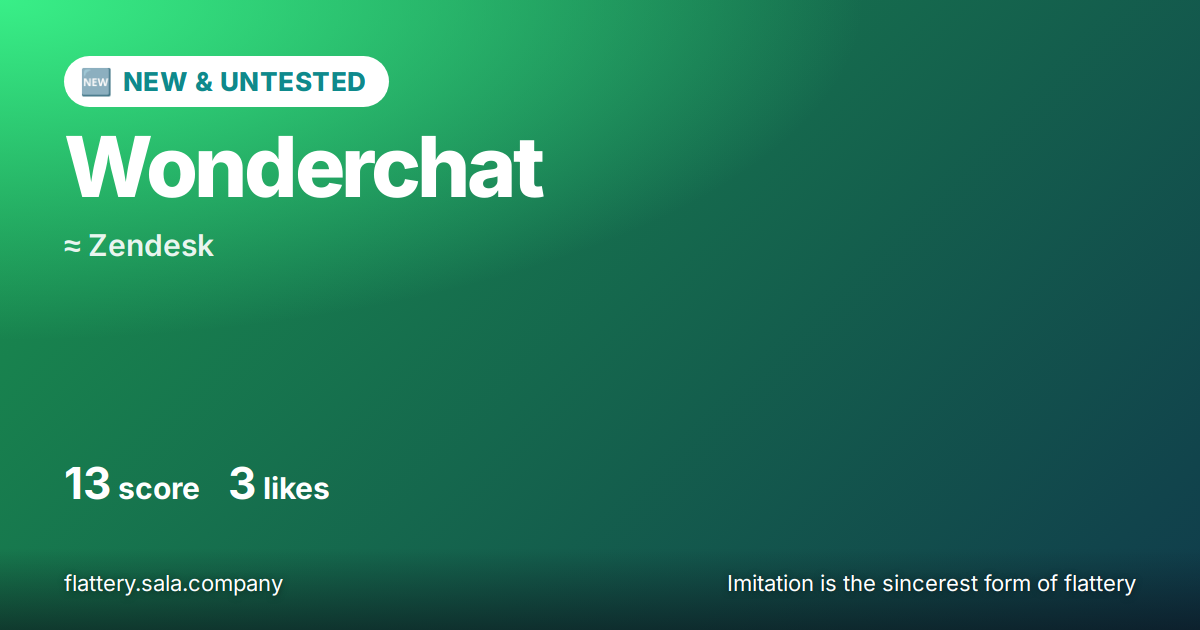 🆕 NEW & UNTESTED
Wonderchat
≈ Zendesk
13 score 3 likes
flattery.sala.company
Imitation is the sincerest form of flattery